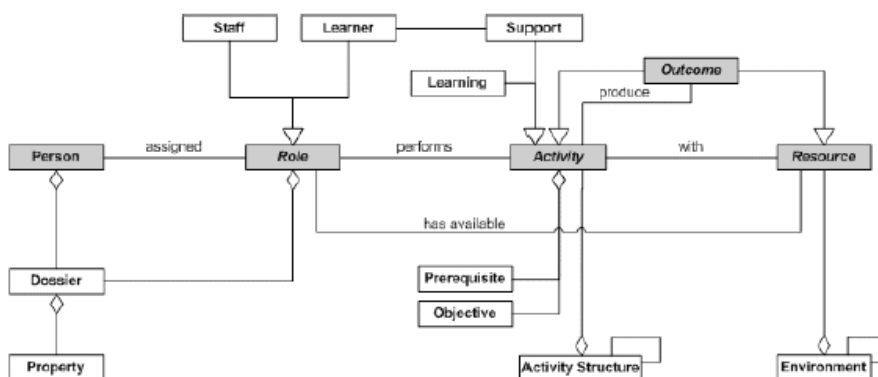 Staff
Learner
Support
Learning
Outcome
produce
Person
assigned
Role
performs
Activity
with
Resource
has available
Dossier
Prerequisite
Objective
Property
Activity Structure
Environment